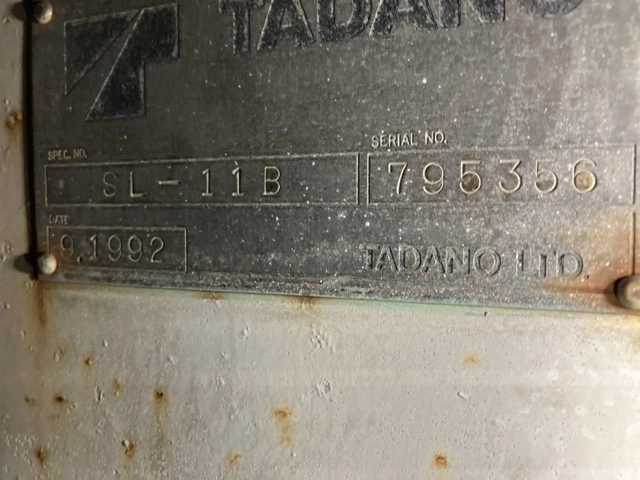 TADANO
SPEC. NO.
SL-11B
SERIAL NO.
795356
DATE
9.1992
TADANO LTD.